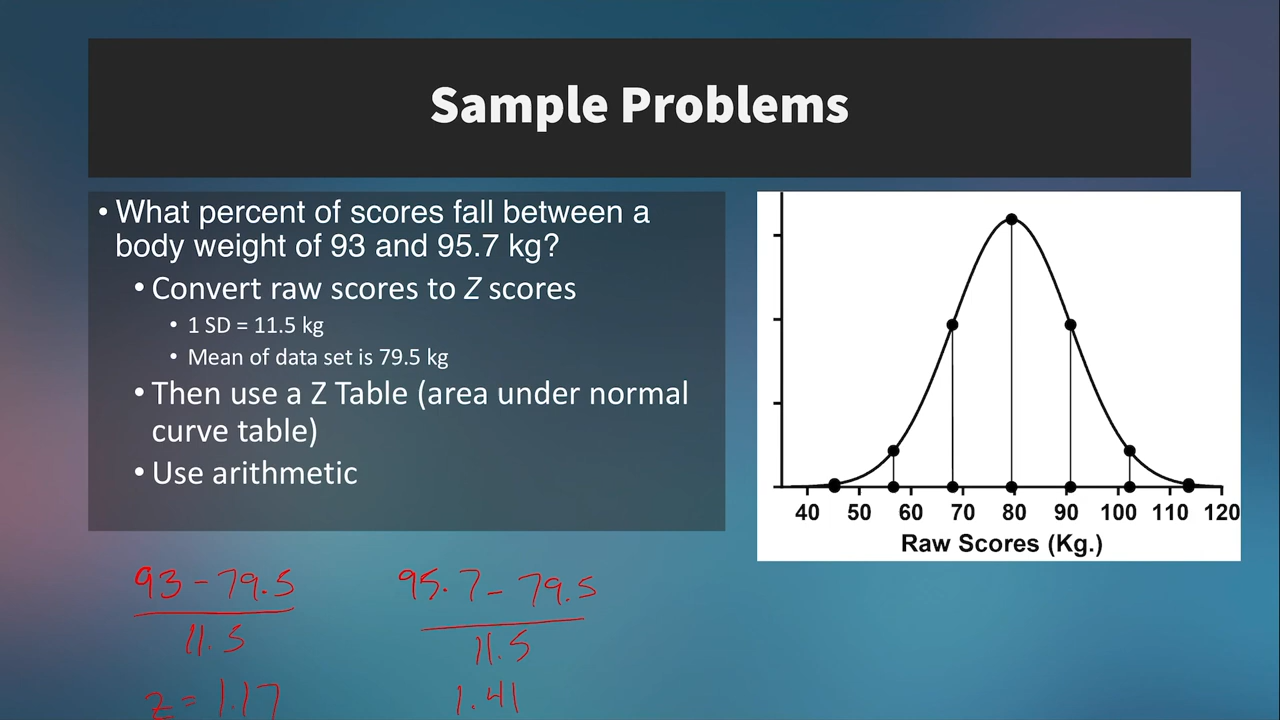 Sample Problems
• What percent of scores fall between a
body weight of 93 and 95.7 kg?
• Convert raw scores to Z scores
• 1 SD = 11.5 kg
• Mean of data set is 79.5 kg
• Then use a Z Table (area under normal
curve table)
• Use arithmetic
40 50 60 70 80 90 100 110 120
Raw Scores (Kg.)
93 - 79.5
11.5
z = 1.17
95.7 - 79.5
11.5
1.41